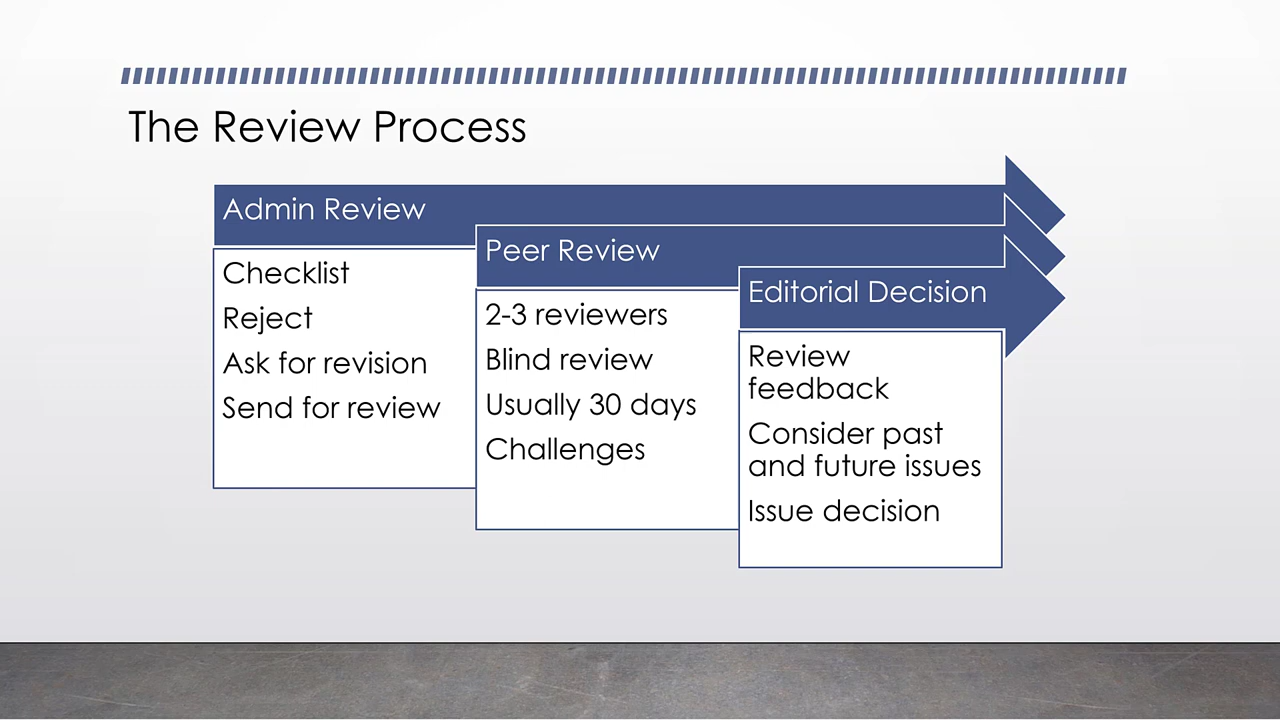 The Review Process
Admin Review
Checklist
Reject
Ask for revision
Send for review
Peer Review
2-3 reviewers
Blind review
Usually 30 days
Challenges
Editorial Decision
Review
feedback
Consider past
and future issues
Issue decision